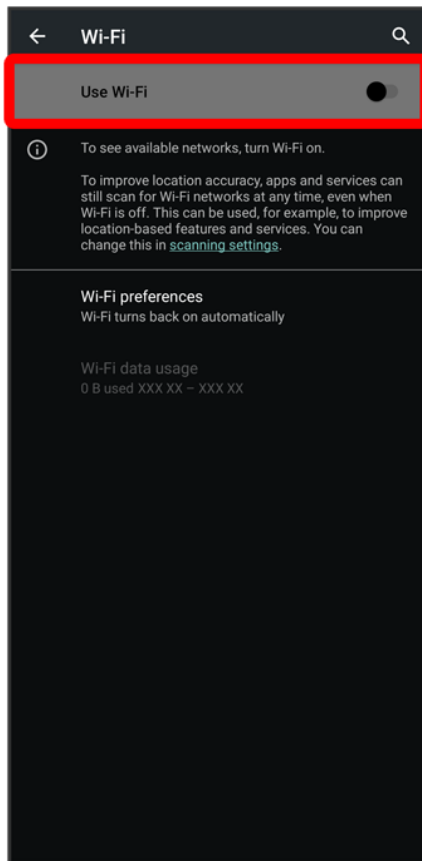 Wi-Fi
Use Wi-Fi
To see available networks, turn Wi-Fi on.
To improve location accuracy, apps and services can
still scan for Wi-Fi networks at any time, even when
Wi-Fi is off. This can be used, for example, to improve
location-based features and services. You can
change this in scanning settings.
Wi-Fi preferences
Wi-Fi turns back on automatically
Wi-Fi data usage
0 B used XXX XX – XXX XX